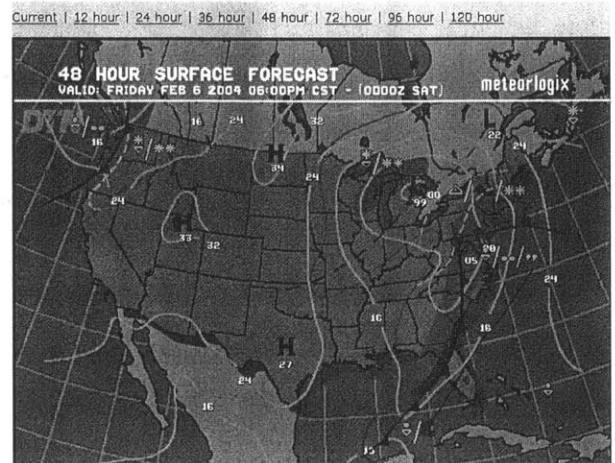 Current | 12 hour | 24 hour | 36 hour | 48 hour | 72 hour | 96 hour | 120 hour
48 HOUR SURFACE FORECAST
VALID: FRIDAY FEB 6 2004 06:00PM CST - (0000Z SAT)
meteorlogix
DTN
16
16
24
32
L
22
24
H
34
24
00
99
24
H
33
32
20
05
24
16
16
H
27
24
16